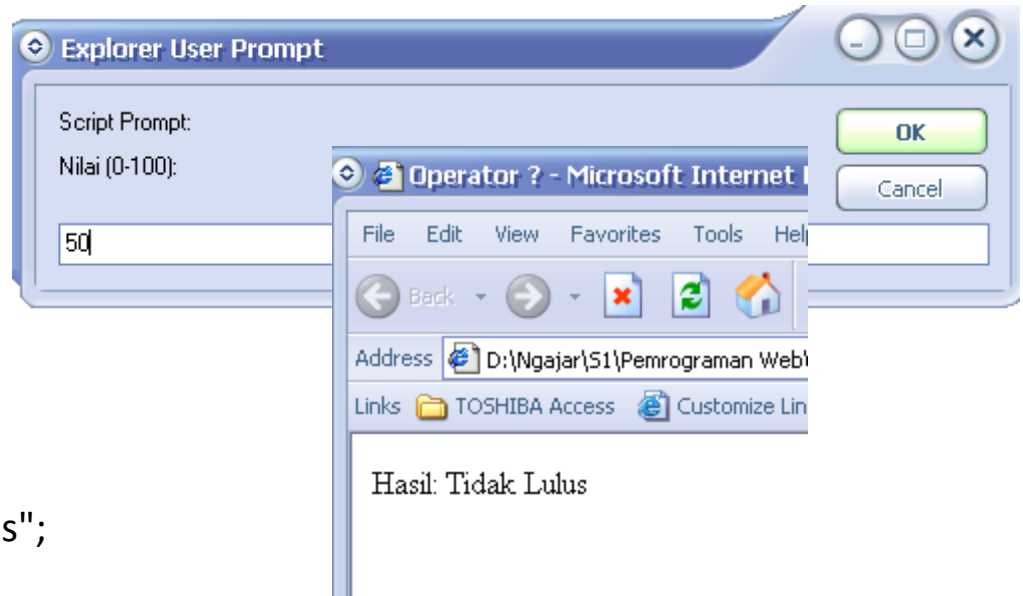 Explorer User Prompt
Script Prompt:
Nilai (0-100):
OK
Cancel
50
Operator ? - Microsoft Internet
File Edit View Favorites Tools Help
Back
Address D:\Ngajar\S1\Pemrograman Web\
Links TOSHIBA Access Customize Lin
Hasil: Tidak Lulus
s";